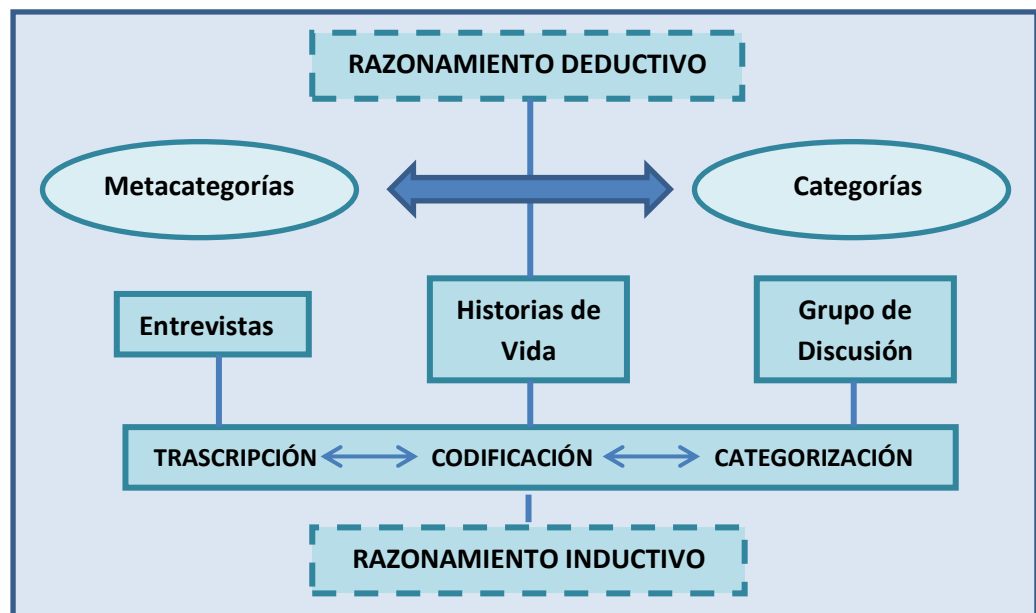 RAZONAMIENTO DEDUCTIVO
Metacategorías
Categorías
Entrevistas
Historias de
Vida
Grupo de
Discusión
TRASCRIPCIÓN
CODIFICACIÓN
CATEGORIZACIÓN
RAZONAMIENTO INDUCTIVO